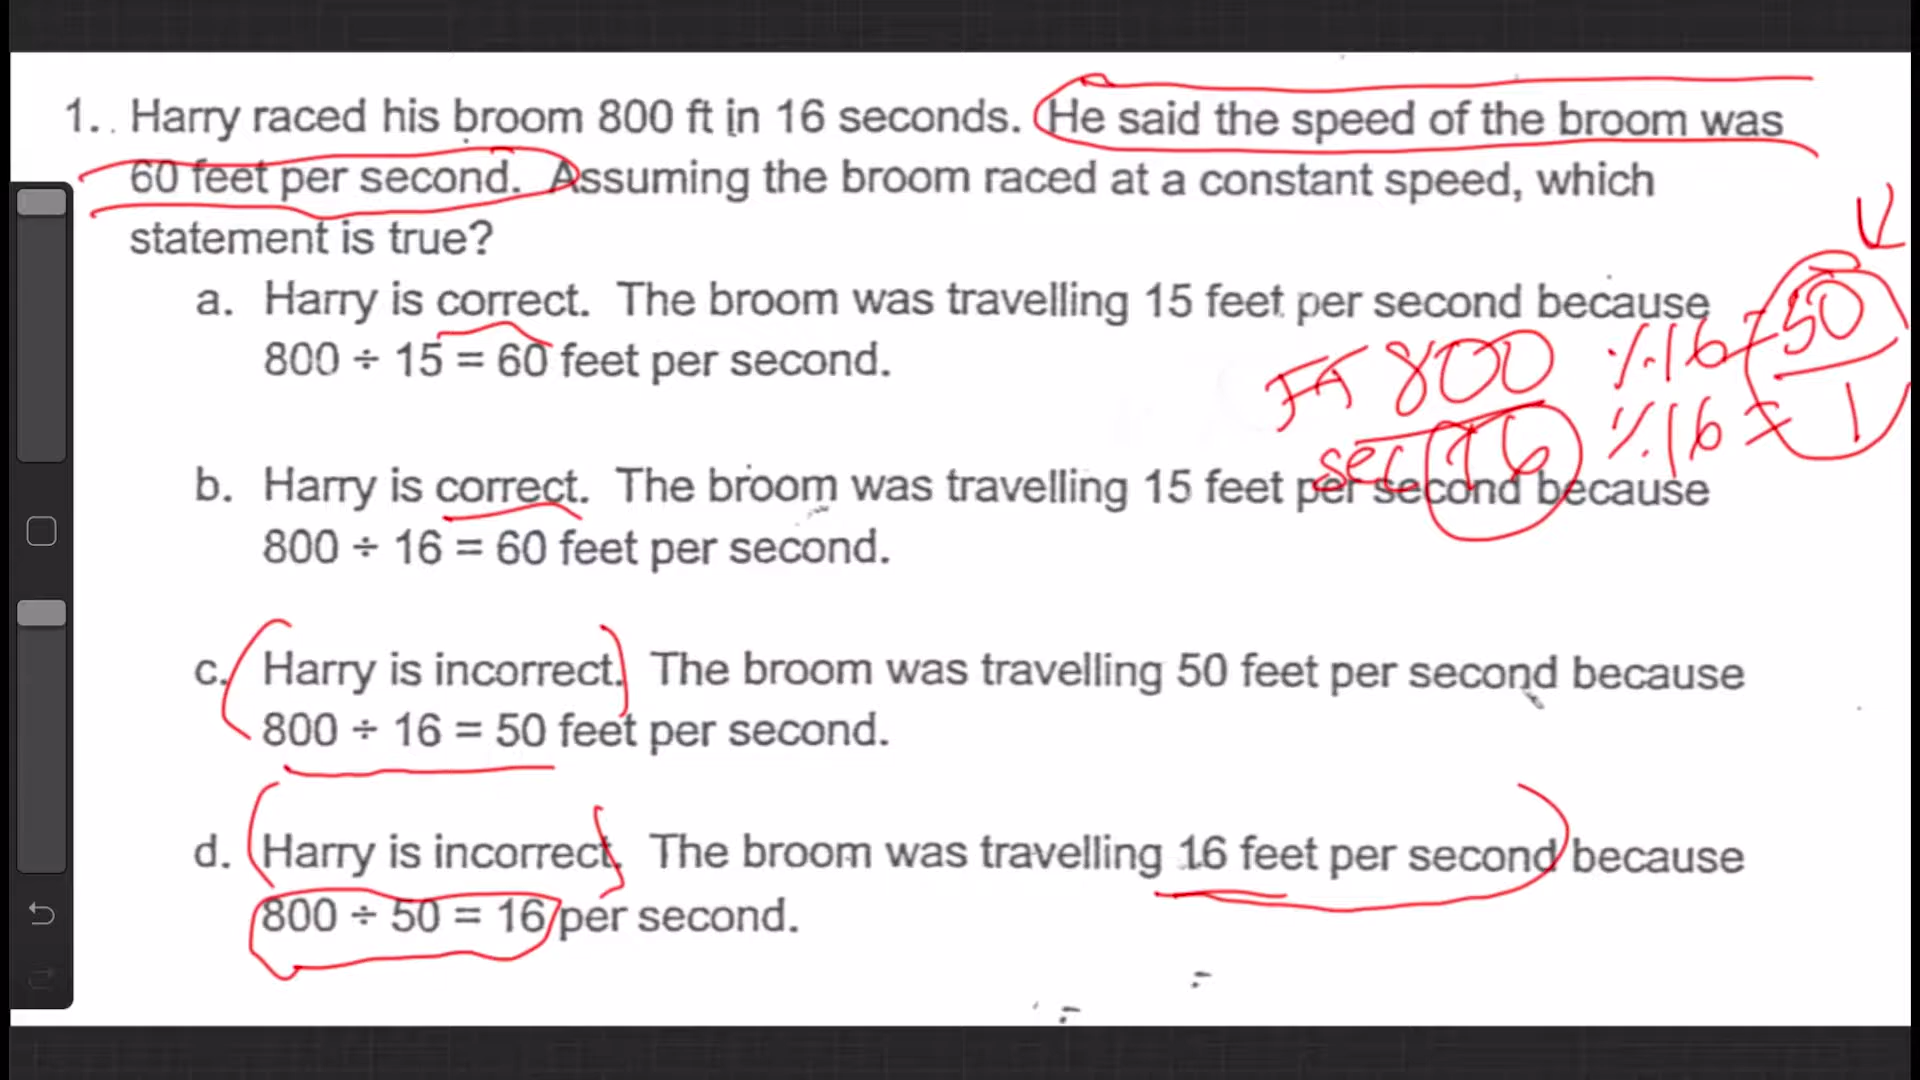 1. Harry raced his broom 800 ft in 16 seconds. He said the speed of the broom was
60 feet per second. Assuming the broom raced at a constant speed, which
statement is true?
a. Harry is correct. The broom was travelling 15 feet per second because
800 ÷ 15 = 60 feet per second.
FT 800 ÷ 16 = 50
sec 16 ÷ 16 = 1
b. Harry is correct. The broom was travelling 15 feet per second because
800 ÷ 16 = 60 feet per second.
c. Harry is incorrect. The broom was travelling 50 feet per second because
800 ÷ 16 = 50 feet per second.
d. Harry is incorrect. The broom was travelling 16 feet per second because
800 ÷ 50 = 16 per second.